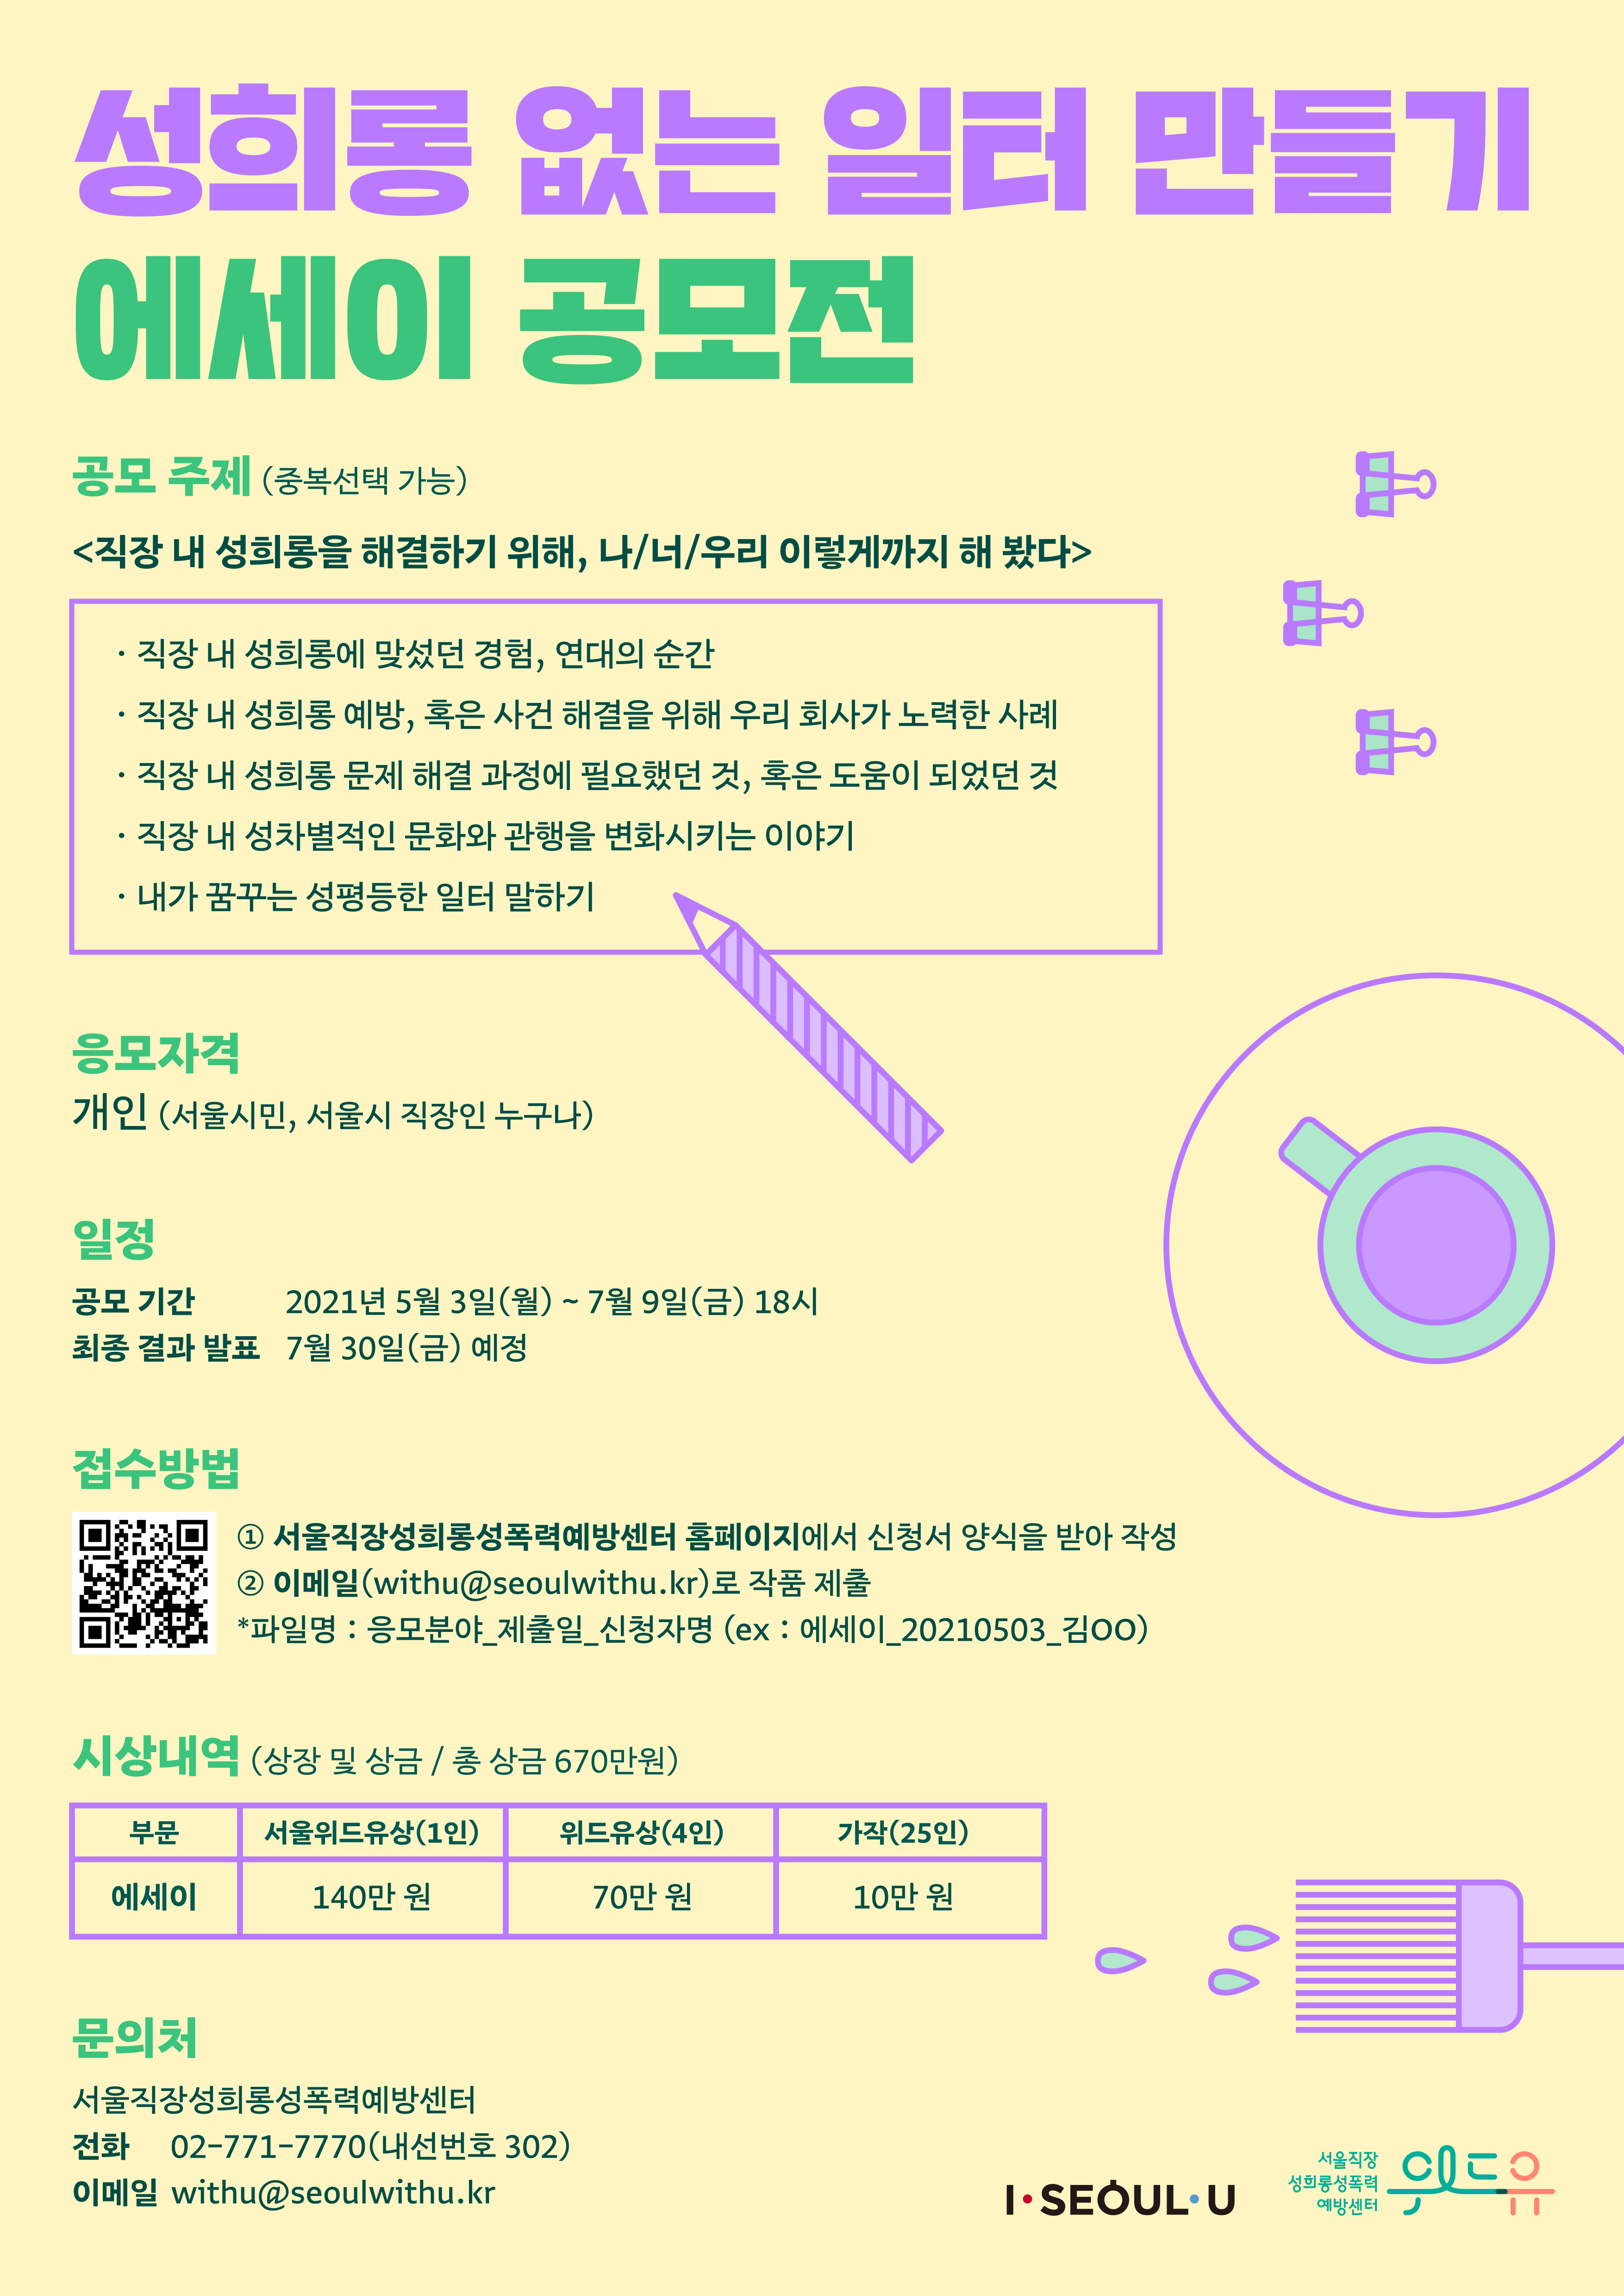 성희롱 없는 일터 만들기
에세이 공모전
공모 주제 (중복선택 가능)
<직장 내 성희롱을 해결하기 위해, 나/너/우리 이렇게까지 해 봤다>
· 직장 내 성희롱에 맞섰던 경험, 연대의 순간
· 직장 내 성희롱 예방, 혹은 사건 해결을 위해 우리 회사가 노력한 사례
· 직장 내 성희롱 문제 해결 과정에 필요했던 것, 혹은 도움이 되었던 것
· 직장 내 성차별적인 문화와 관행을 변화시키는 이야기
· 내가 꿈꾸는 성평등한 일터 말하기
응모자격
개인 (서울시민, 서울시 직장인 누구나)
일정
공모 기간 2021년 5월 3일(월) ~ 7월 9일(금) 18시
최종 결과 발표 7월 30일(금) 예정
접수방법
① 서울직장성희롱성폭력예방센터 홈페이지에서 신청서 양식을 받아 작성
② 이메일(withu@seoulwithu.kr)로 작품 제출
*파일명 : 응모분야_제출일_신청자명 (ex : 에세이_20210503_김OO)
시상내역 (상장 및 상금 / 총 상금 670만원)
부문 서울위드유상(1인) 위드유상(4인) 가작(25인)
에세이 140만 원 70만 원 10만 원
문의처
서울직장성희롱성폭력예방센터
전화 02-771-7770(내선번호 302)
이메일 withu@seoulwithu.kr
I·SEOUL·U
서울직장
성희롱성폭력
예방센터
위드유